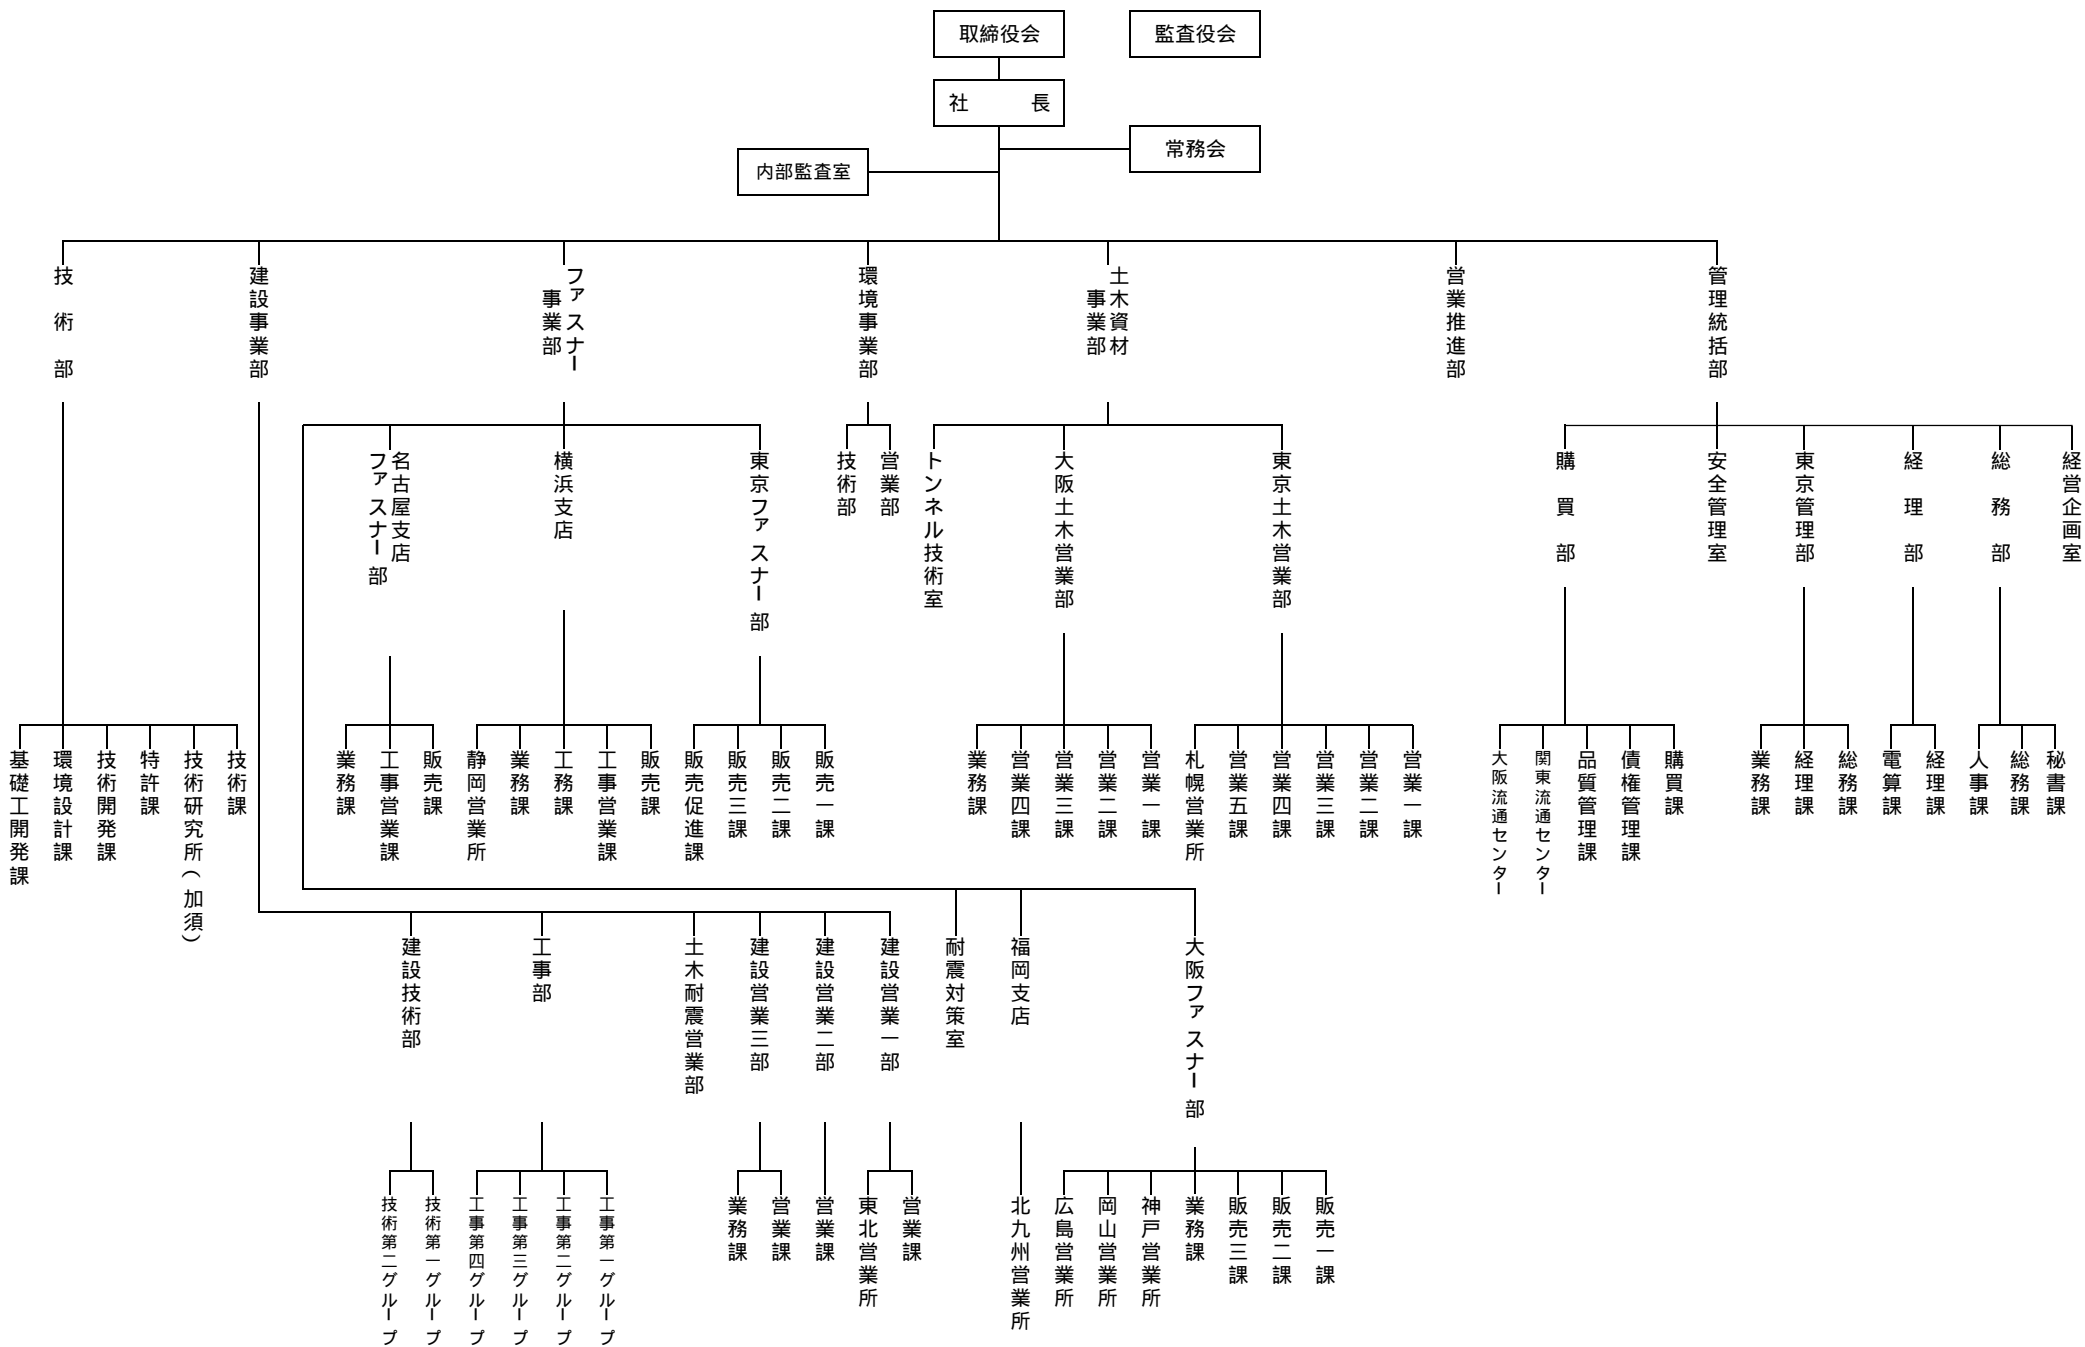 取締役会
監査役会
社　長
常務会
内部監査室
技術部
建設事業部
ファスナー
事業部
環境事業部
土木資材
事業部
営業推進部
管理統括部
名古屋支店
ファスナー部
横浜支店
東京ファスナー部
技術部
営業部
トンネル技術室
大阪土木営業部
東京土木営業部
購買部
安全管理室
東京管理部
経理部
総務部
経営企画室
基礎工開発課
環境設計課
技術開発課
特許課
技術研究所(加須)
技術課
業務課
工事営業課
販売課
静岡営業所
業務課
工務課
工事営業課
販売課
販売促進課
販売三課
販売二課
販売一課
業務課
営業四課
営業三課
営業二課
営業一課
札幌営業所
営業五課
営業四課
営業三課
営業二課
営業一課
大阪流通センター
関東流通センター
品質管理課
債権管理課
購買課
業務課
経理課
総務課
電算課
経理課
人事課
総務課
秘書課
建設技術部
工事部
土木耐震営業部
建設営業三部
建設営業二部
建設営業一部
耐震対策室
福岡支店
大阪ファスナー部
技術第二グループ
技術第一グループ
工事第四グループ
工事第三グループ
工事第二グループ
工事第一グループ
業務課
営業課
営業課
東北営業所
営業課
北九州営業所
広島営業所
岡山営業所
神戸営業所
業務課
販売三課
販売二課
販売一課